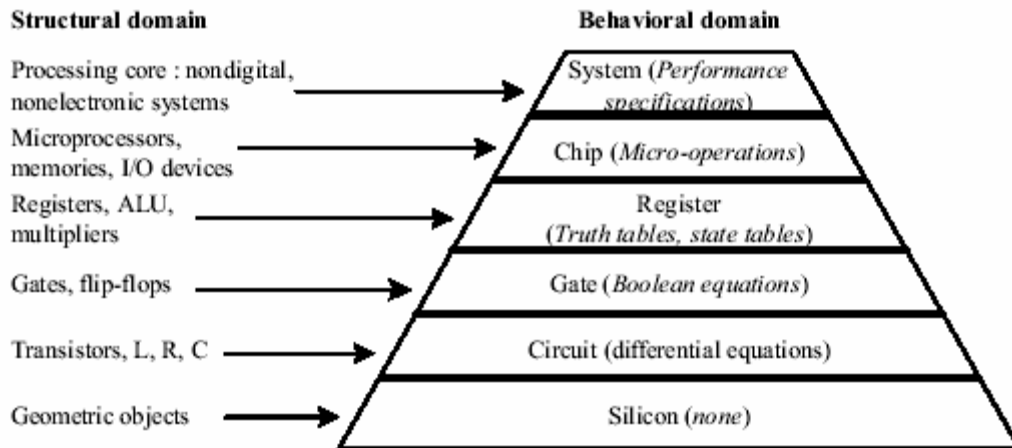 Structural domain
Behavioral domain
Processing core : nondigital,
nonelectronic systems
System (Performance
specifications)
Microprocessors,
memories, I/O devices
Chip (Micro-operations)
Registers, ALU,
multipliers
Register
(Truth tables, state tables)
Gates, flip-flops
Gate (Boolean equations)
Transistors, L, R, C
Circuit (differential equations)
Geometric objects
Silicon (none)